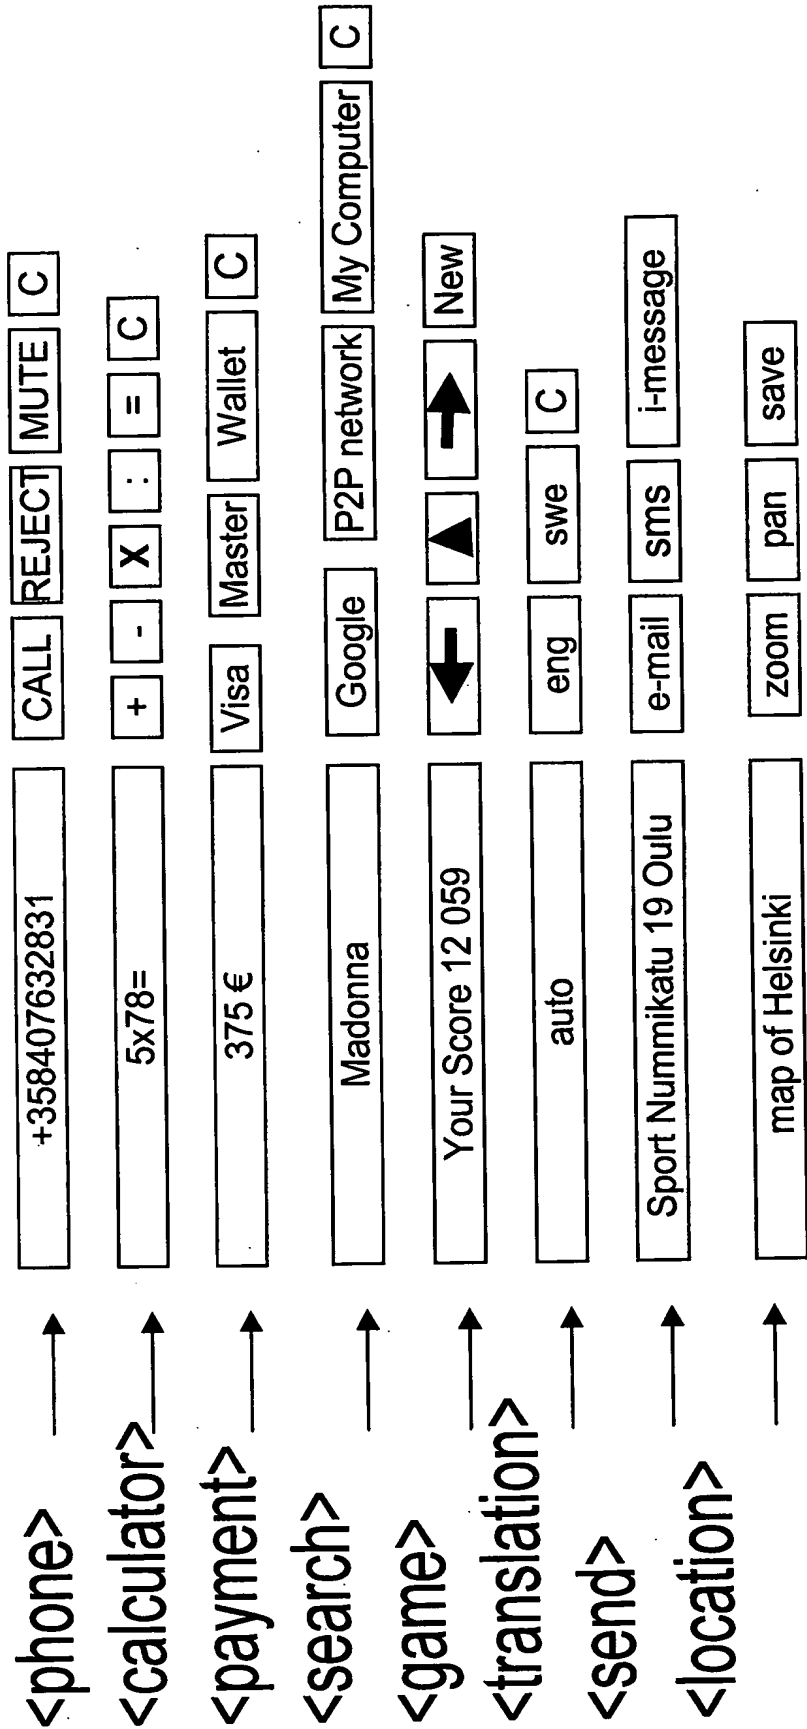 <phone> +358407632831 CALL REJECT MUTE C
<calculator> 5x78= + - X : = C
<payment> 375 € Visa Master Wallet C
<search> Madonna Google P2P network My Computer C
<game> Your Score 12 059 New
<translation> auto eng swe C
<send> Sport Nummikatu 19 Oulu e-mail sms i-message
<location> map of Helsinki zoom pan save